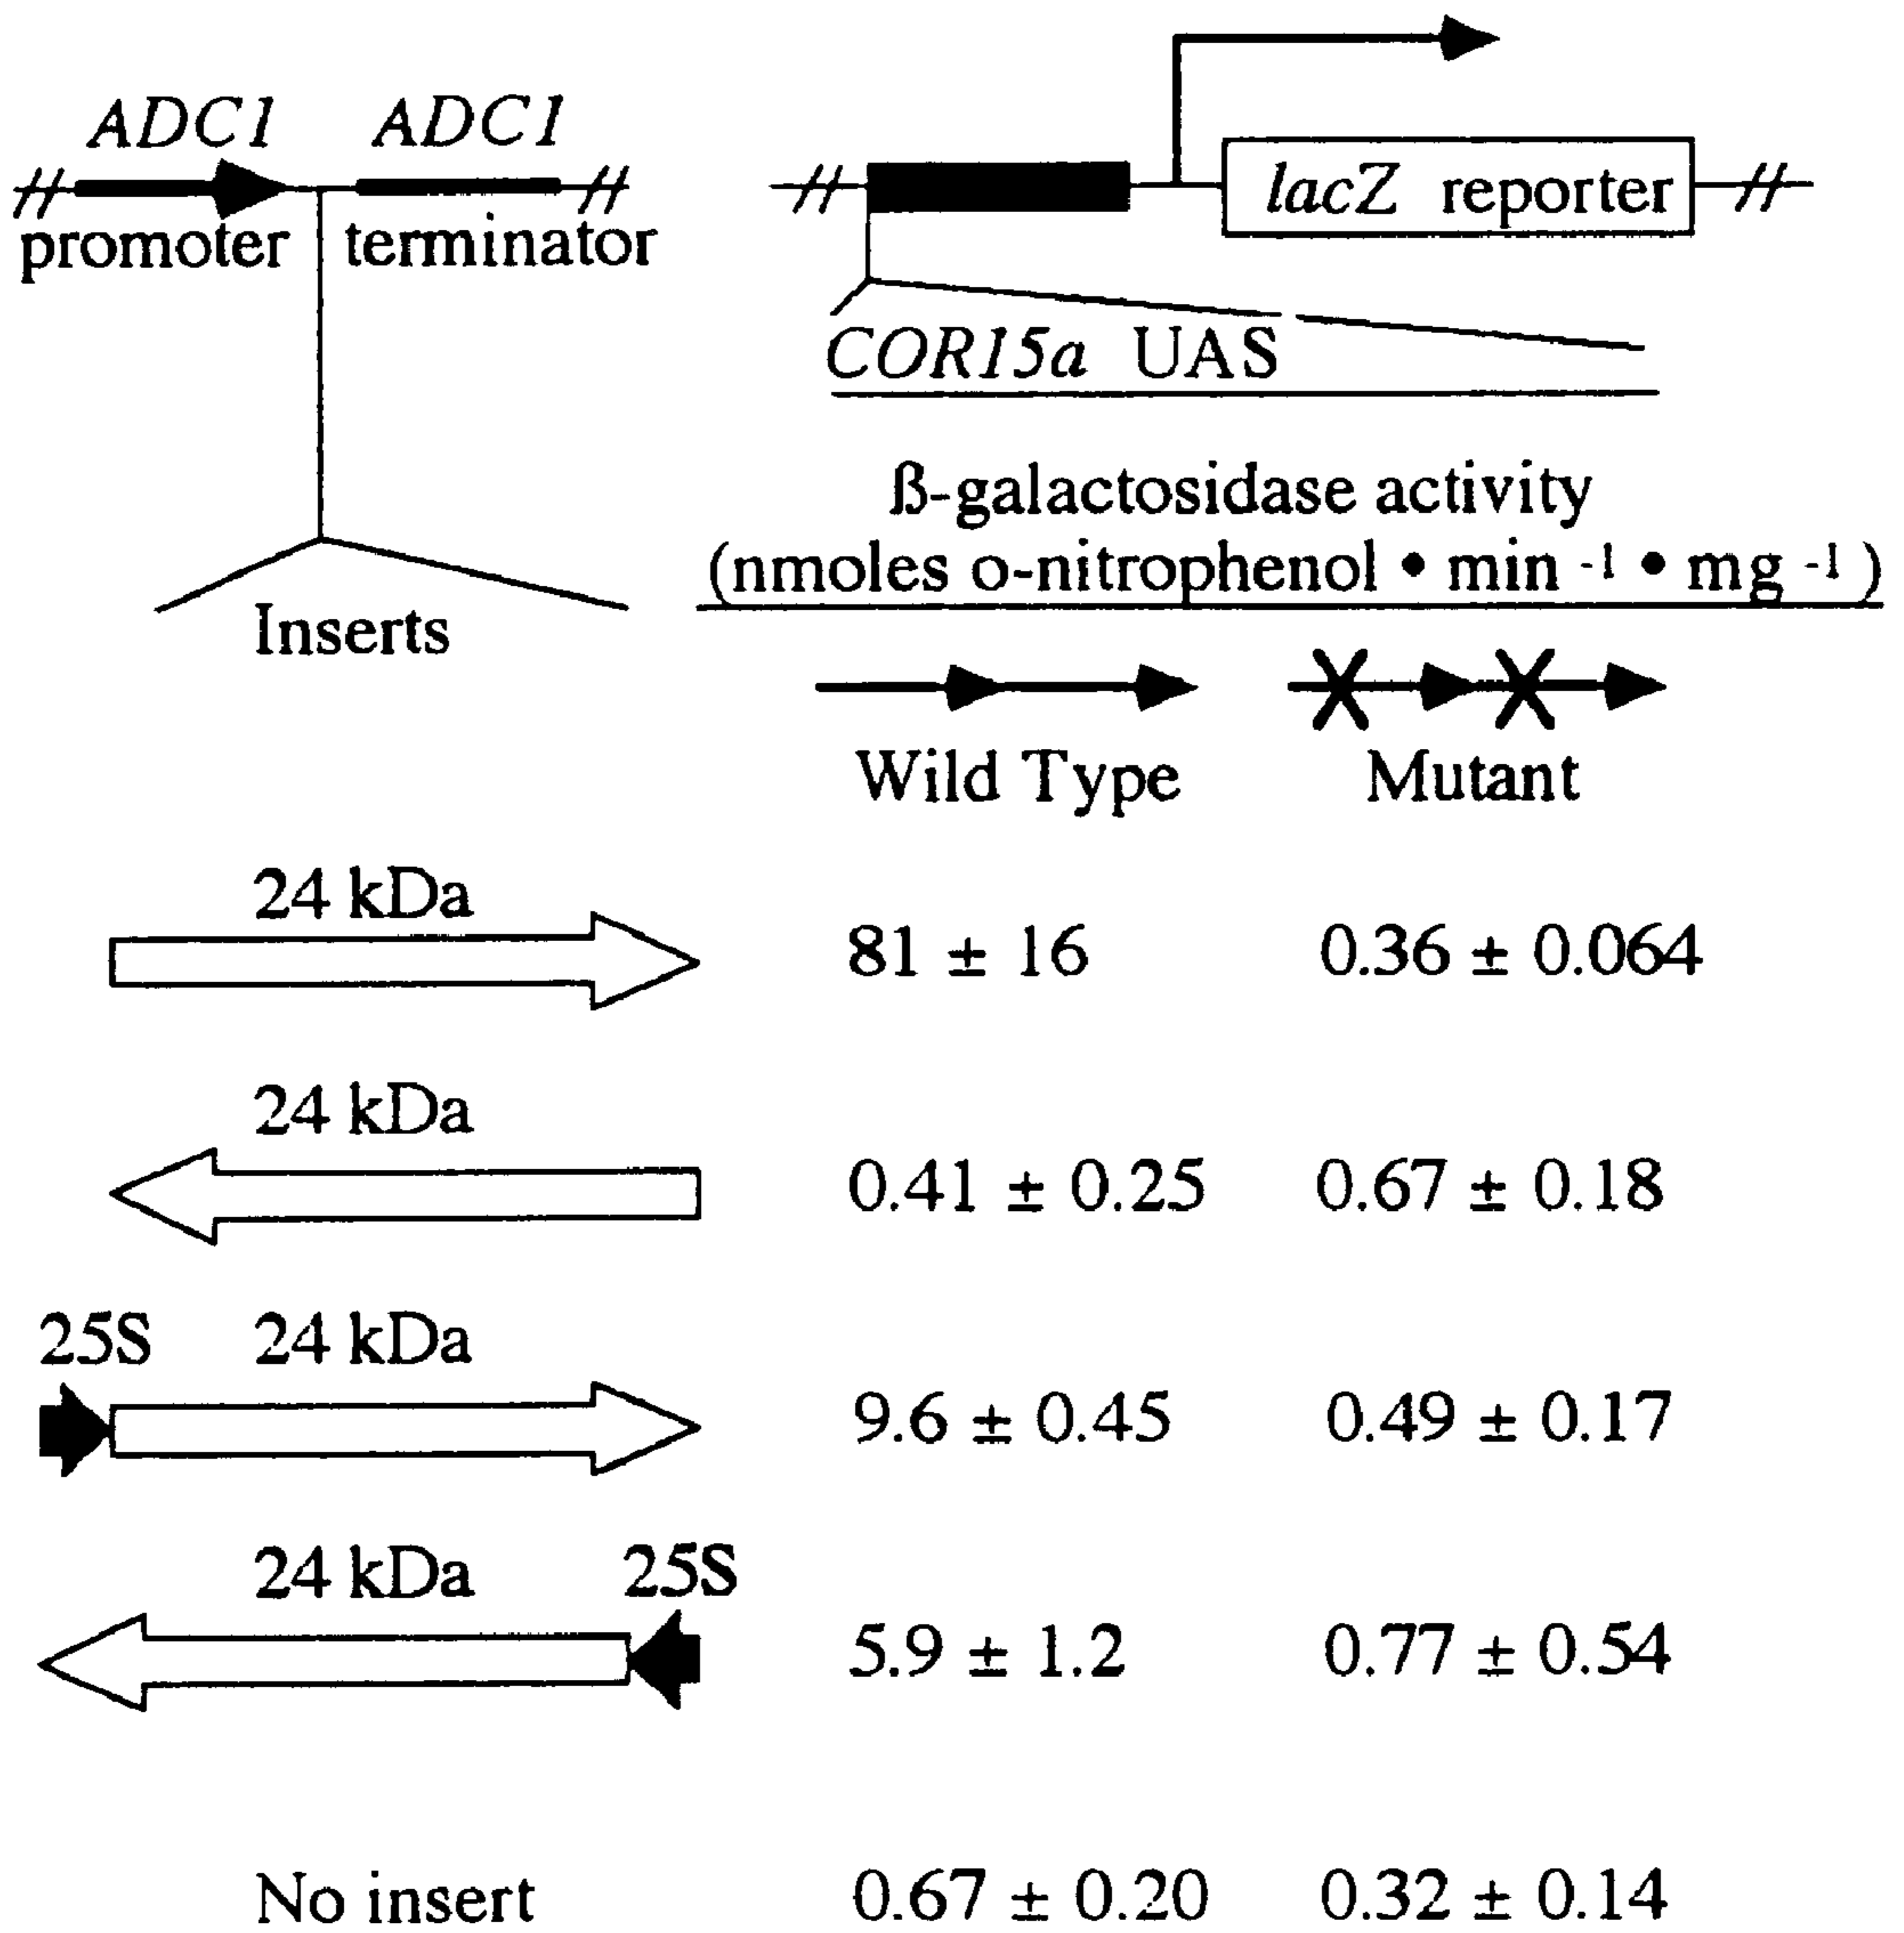 ADC1 ADC1
promoter terminator
lacZ reporter
COR15a UAS
ß-galactosidase activity
(nmoles o-nitrophenol • min -1 • mg -1 )
Inserts
Wild Type Mutant
24 kDa
81 ± 16 0.36 ± 0.064
24 kDa
0.41 ± 0.25 0.67 ± 0.18
25S 24 kDa
9.6 ± 0.45 0.49 ± 0.17
24 kDa 25S
5.9 ± 1.2 0.77 ± 0.54
No insert 0.67 ± 0.20 0.32 ± 0.14